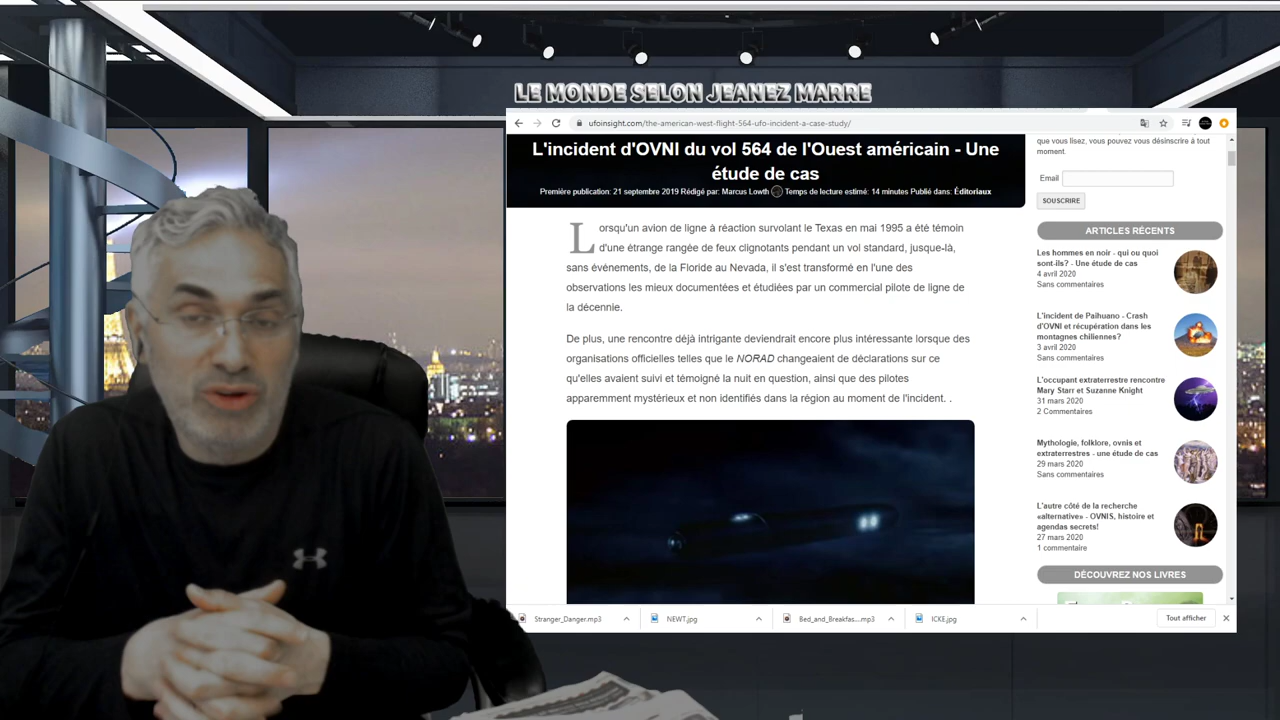 LE MONDE SELON JEANEZ MARRE
ufoinsight.com/the-american-west-flight-564-ufo-incident-a-case-study/
L'incident d'OVNI du vol 564 de l'Ouest américain - Une
étude de cas
Première publication: 21 septembre 2019 Rédigé par: Marcus Lowth Temps de lecture estimé: 14 minutes Publié dans: Éditoriaux
Lorsqu'un avion de ligne à réaction survolant le Texas en mai 1995 a été témoin
d'une étrange rangée de feux clignotants pendant un vol standard, jusque-là,
sans événements, de la Floride au Nevada, il s'est transformé en l'une des
observations les mieux documentées et étudiées par un commercial pilote de ligne de
la décennie.
De plus, une rencontre déjà intrigante deviendrait encore plus intéressante lorsque des
organisations officielles telles que le NORAD changeaient de déclarations sur ce
qu'elles avaient suivi et témoigné la nuit en question, ainsi que des pilotes
apparemment mystérieux et non identifiés dans la région au moment de l'incident. .
que vous lisez, vous pouvez vous désinscrire à tout
moment.
Email
SOUSCRIRE
ARTICLES RÉCENTS
Les hommes en noir - qui ou quoi
sont-ils? - Une étude de cas
4 avril 2020
Sans commentaires
L'incident de Paihuano - Crash
d'OVNI et récupération dans les
montagnes chiliennes?
3 avril 2020
Sans commentaires
L'occupant extraterrestre rencontre
Mary Starr et Suzanne Knight
31 mars 2020
2 Commentaires
Mythologie, folklore, ovnis et
extraterrestres - une étude de cas
29 mars 2020
Sans commentaires
L'autre côté de la recherche
«alternative» - OVNIS, histoire et
agendas secrets!
27 mars 2020
1 commentaire
DÉCOUVREZ NOS LIVRES
Stranger_Danger.mp3
NEWT.jpg
Bed_and_Breakfas....mp3
ICKE.jpg
Tout afficher